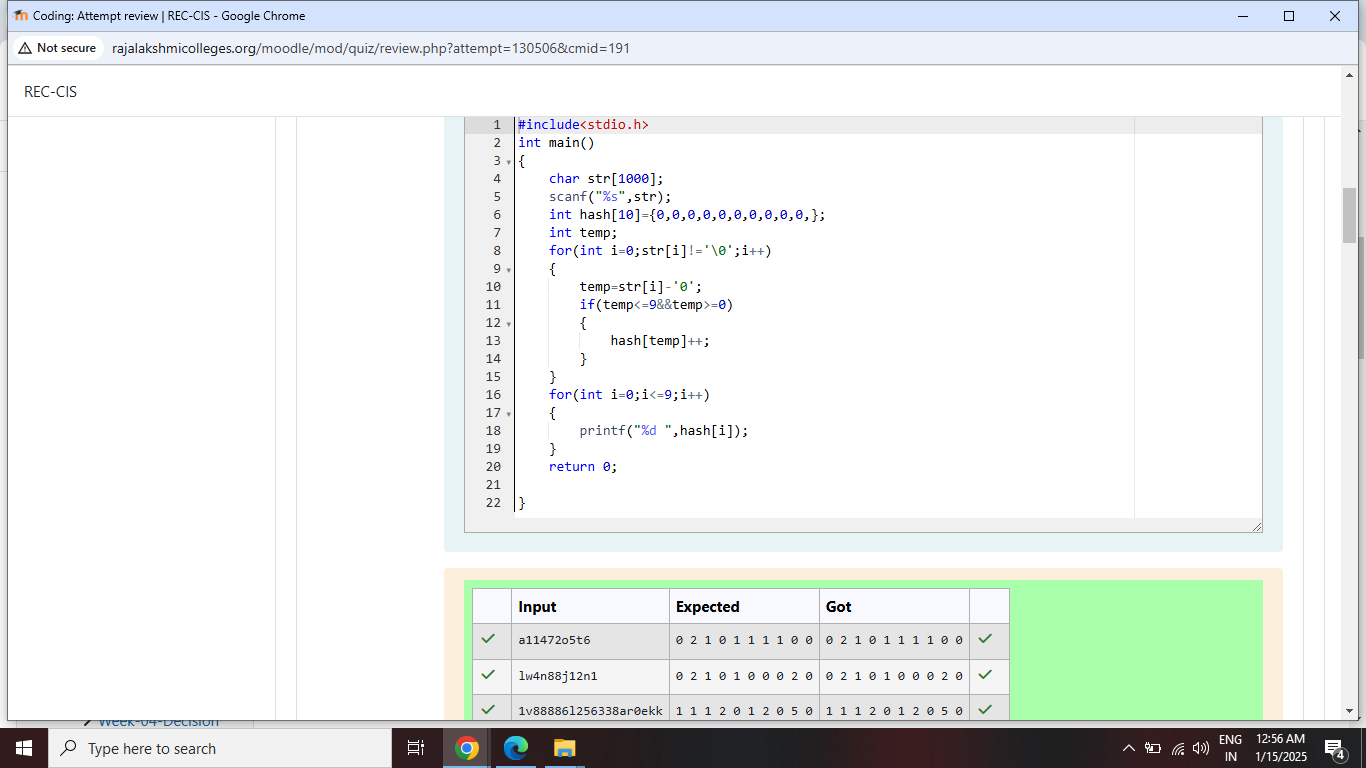 Coding: Attempt review | REC-CIS - Google Chrome
Not secure rajalakshmicolleges.org/moodle/mod/quiz/review.php?attempt=130506&cmid=191
REC-CIS
1 #include<stdio.h>
2 int main()
3 {
4 char str[1000];
5 scanf("%s",str);
6 int hash[10]={0,0,0,0,0,0,0,0,0,0,};
7 int temp;
8 for(int i=0;str[i]!='\0';i++)
9 {
10 temp=str[i]-'0';
11 if(temp<=9&&temp>=0)
12 {
13 hash[temp]++;
14 }
15 }
16 for(int i=0;i<=9;i++)
17 {
18 printf("%d ",hash[i]);
19 }
20 return 0;
21
22 }
Input Expected Got
a11472o5t6 0 2 1 0 1 1 1 1 0 0 0 2 1 0 1 1 1 1 0 0
lw4n88j12n1 0 2 1 0 1 0 0 0 2 0 0 2 1 0 1 0 0 0 2 0
1v88886l256338ar0ekk 1 1 1 2 0 1 2 0 5 0 1 1 1 2 0 1 2 0 5 0
Week-04-Decision
Type here to search
ENG 12:56 AM
IN 1/15/2025
4